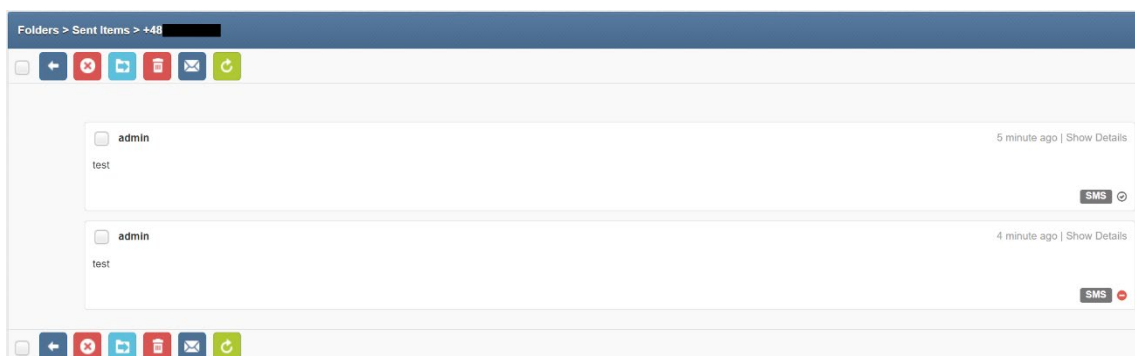 Folders > Sent Items > +48
admin
5 minute ago | Show Details
test
SMS
admin
4 minute ago | Show Details
test
SMS